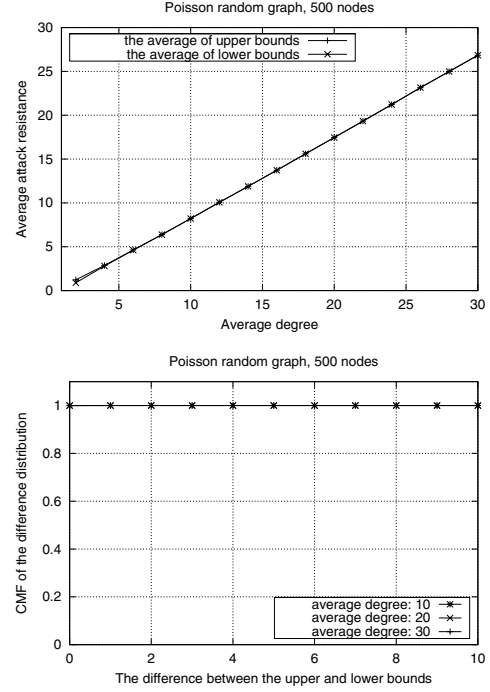 Poisson random graph, 500 nodes
30
25
20
15
10
5
0
the average of upper bounds
the average of lower bounds
Average attack resistance
5 10 15 20 25 30
Average degree
Poisson random graph, 500 nodes
1
0.8
0.6
0.4
0.2
0
CMF of the difference distribution
average degree: 10
average degree: 20
average degree: 30
0 2 4 6 8 10
The difference between the upper and lower bounds